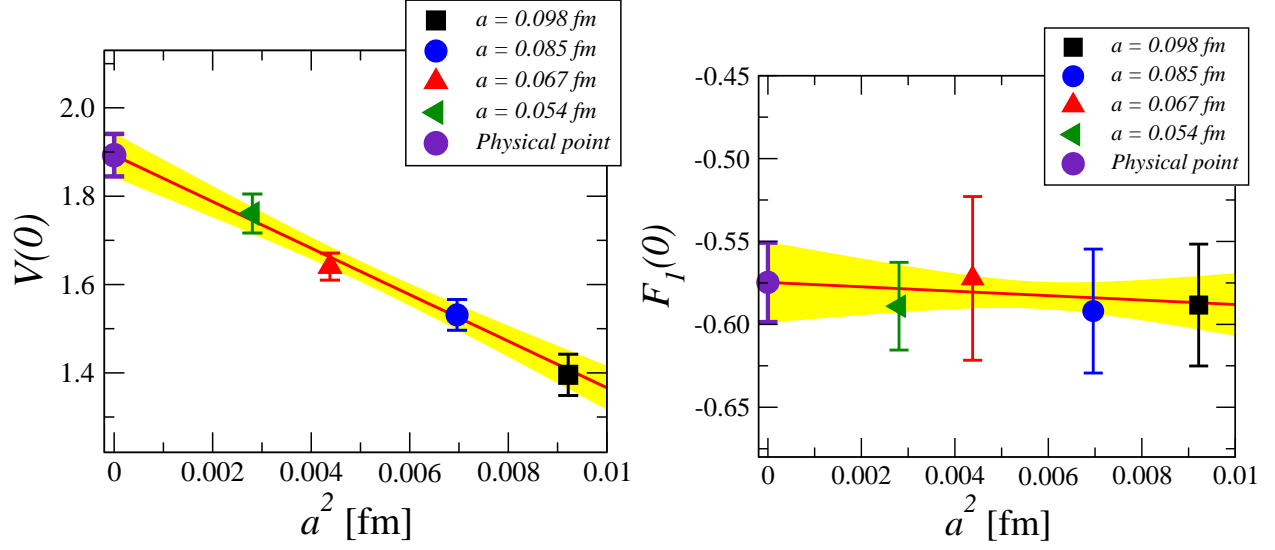 a = 0.098 fm
a = 0.085 fm
a = 0.067 fm
a = 0.054 fm
Physical point
V(0)
2.0
1.8
1.6
1.4
0
0.002
0.004
0.006
0.008
0.01
a² [fm]
a = 0.098 fm
a = 0.085 fm
a = 0.067 fm
a = 0.054 fm
Physical point
F₁(0)
-0.45
-0.50
-0.55
-0.60
-0.65
0
0.002
0.004
0.006
0.008
0.01
a² [fm]